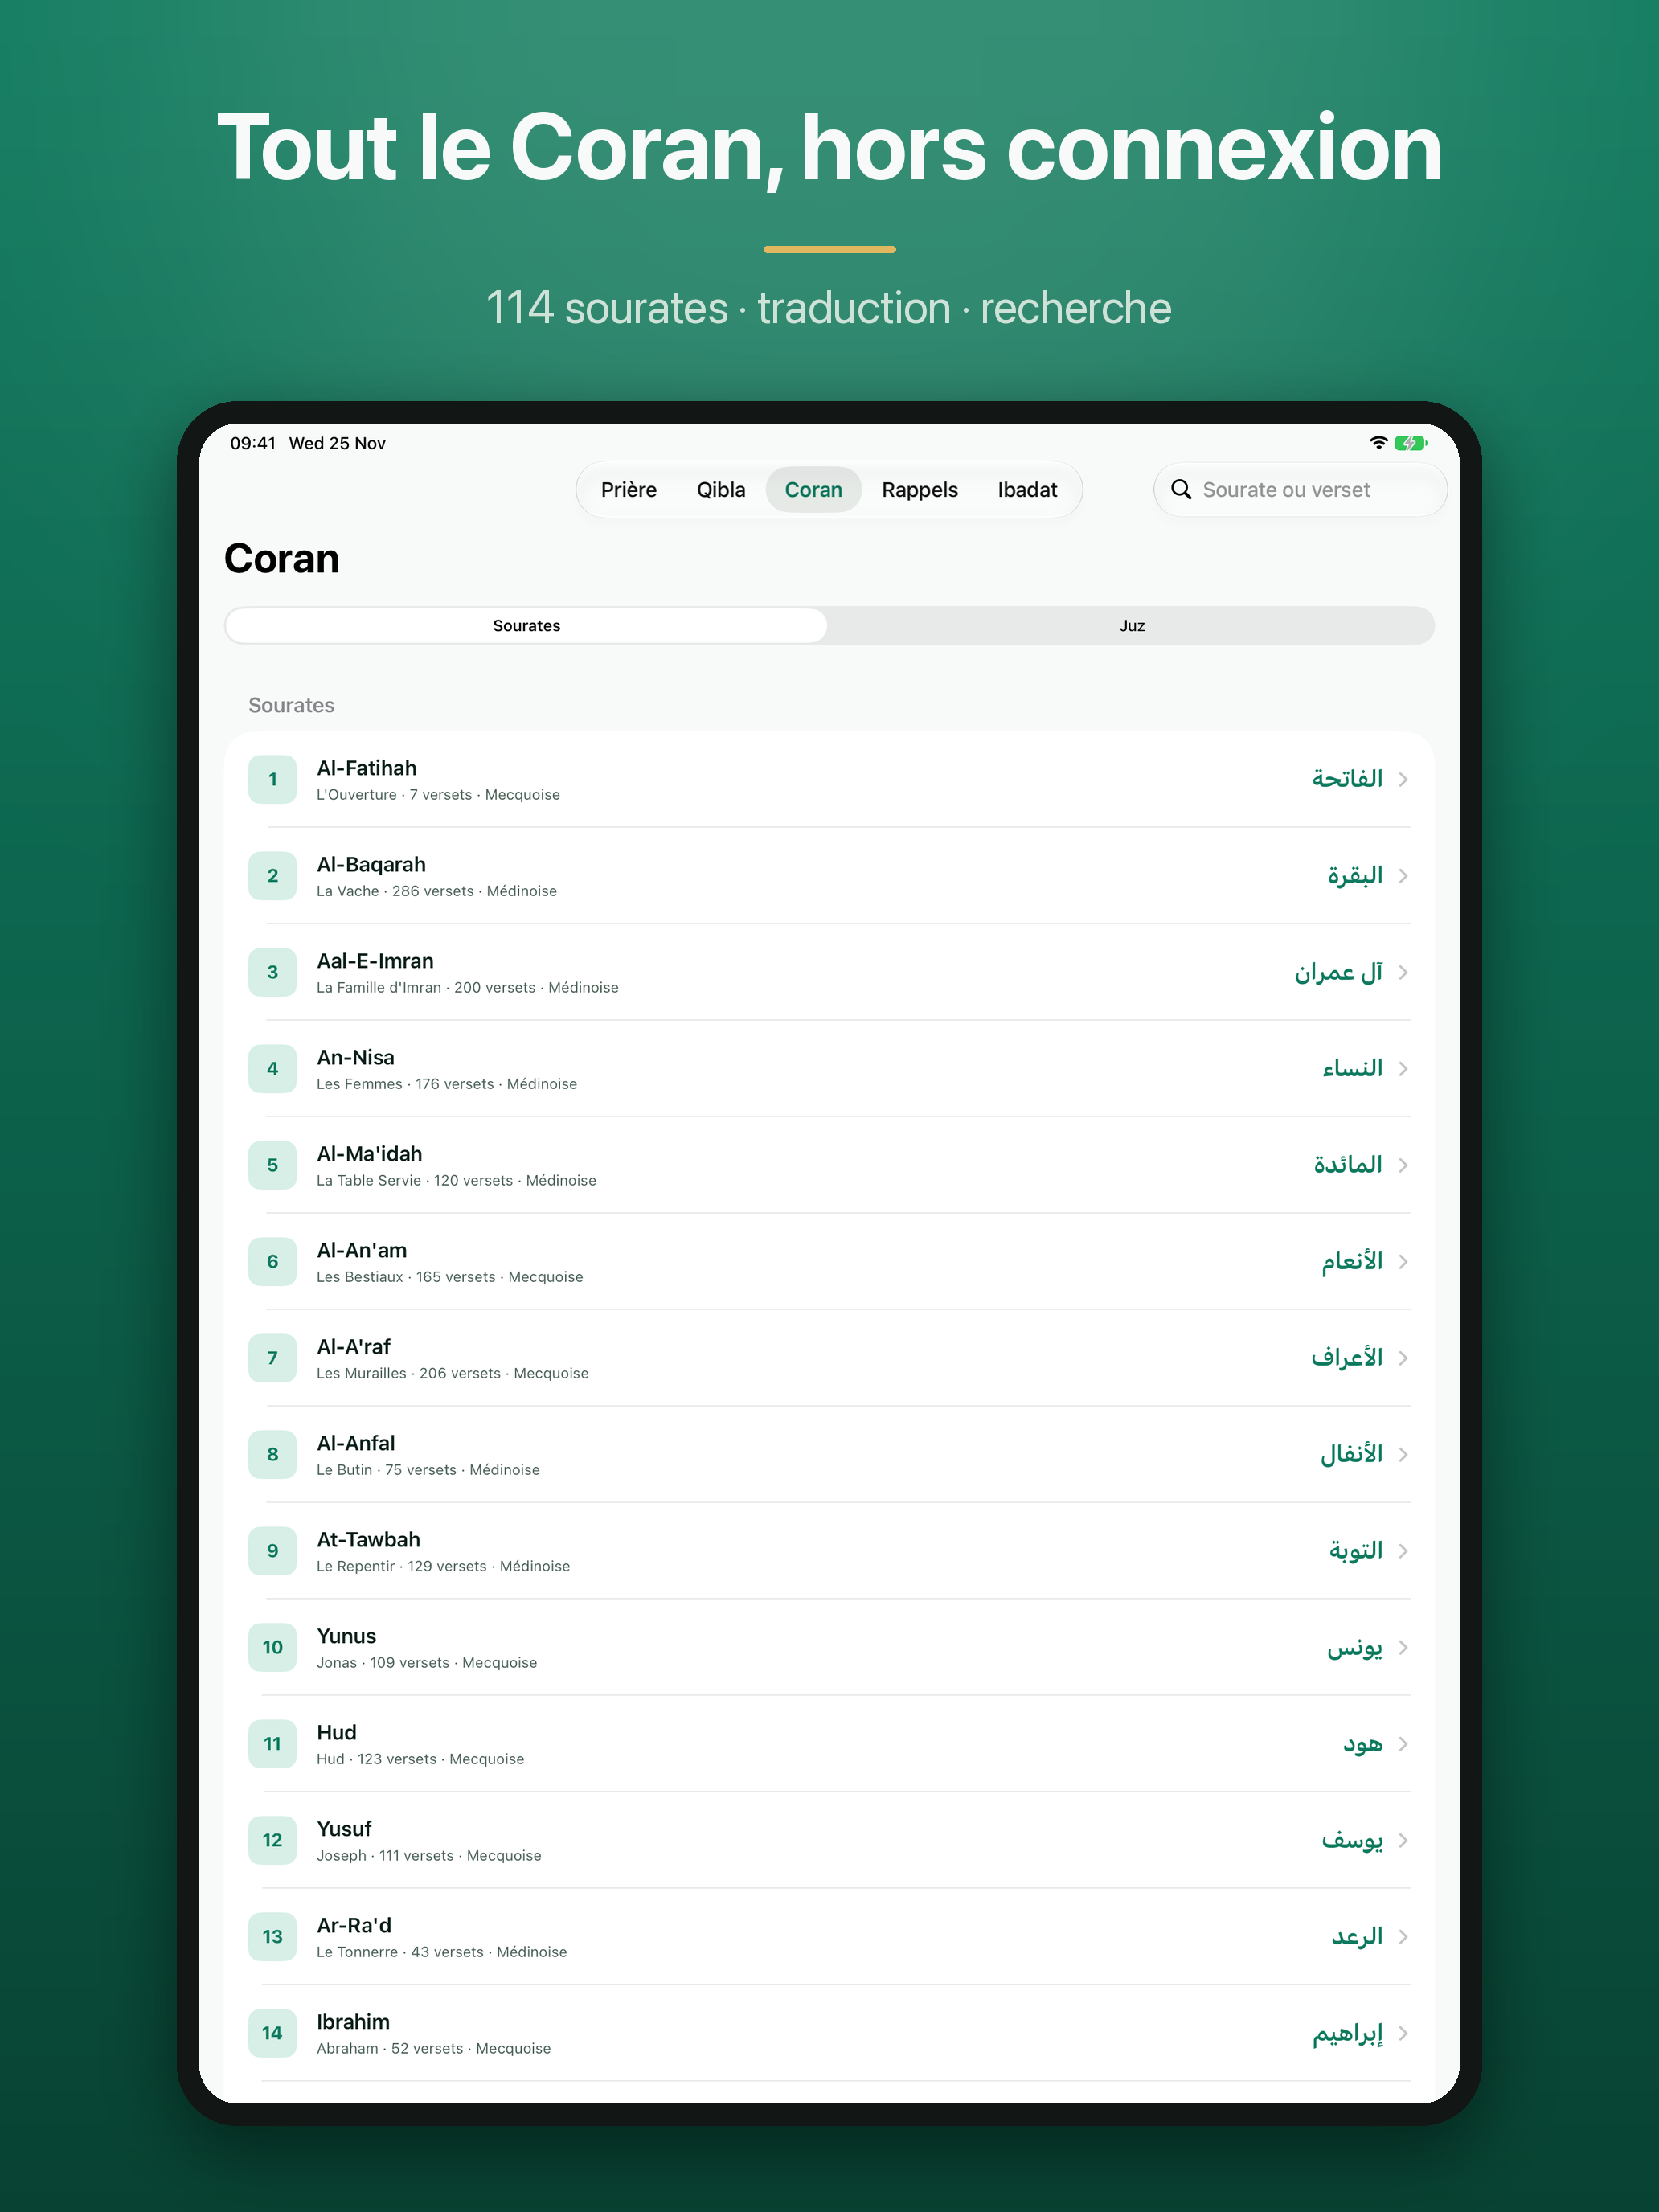 Tout le Coran, hors connexion
114 sourates · traduction · recherche
09:41 Wed 25 Nov
Prière Qibla Coran Rappels Ibadat Sourate ou verset
Coran
Sourates Juz
Sourates
1 Al-Fatihah الفاتحة
L'Ouverture · 7 versets · Mecquoise
2 Al-Baqarah البقرة
La Vache · 286 versets · Médinoise
3 Aal-E-Imran آل عمران
La Famille d'Imran · 200 versets · Médinoise
4 An-Nisa النساء
Les Femmes · 176 versets · Médinoise
5 Al-Ma'idah المائدة
La Table Servie · 120 versets · Médinoise
6 Al-An'am الأنعام
Les Bestiaux · 165 versets · Mecquoise
7 Al-A'raf الأعراف
Les Murailles · 206 versets · Mecquoise
8 Al-Anfal الأنفال
Le Butin · 75 versets · Médinoise
9 At-Tawbah التوبة
Le Repentir · 129 versets · Médinoise
10 Yunus يونس
Jonas · 109 versets · Mecquoise
11 Hud هود
Hud · 123 versets · Mecquoise
12 Yusuf يوسف
Joseph · 111 versets · Mecquoise
13 Ar-Ra'd الرعد
Le Tonnerre · 43 versets · Médinoise
14 Ibrahim إبراهيم
Abraham · 52 versets · Mecquoise